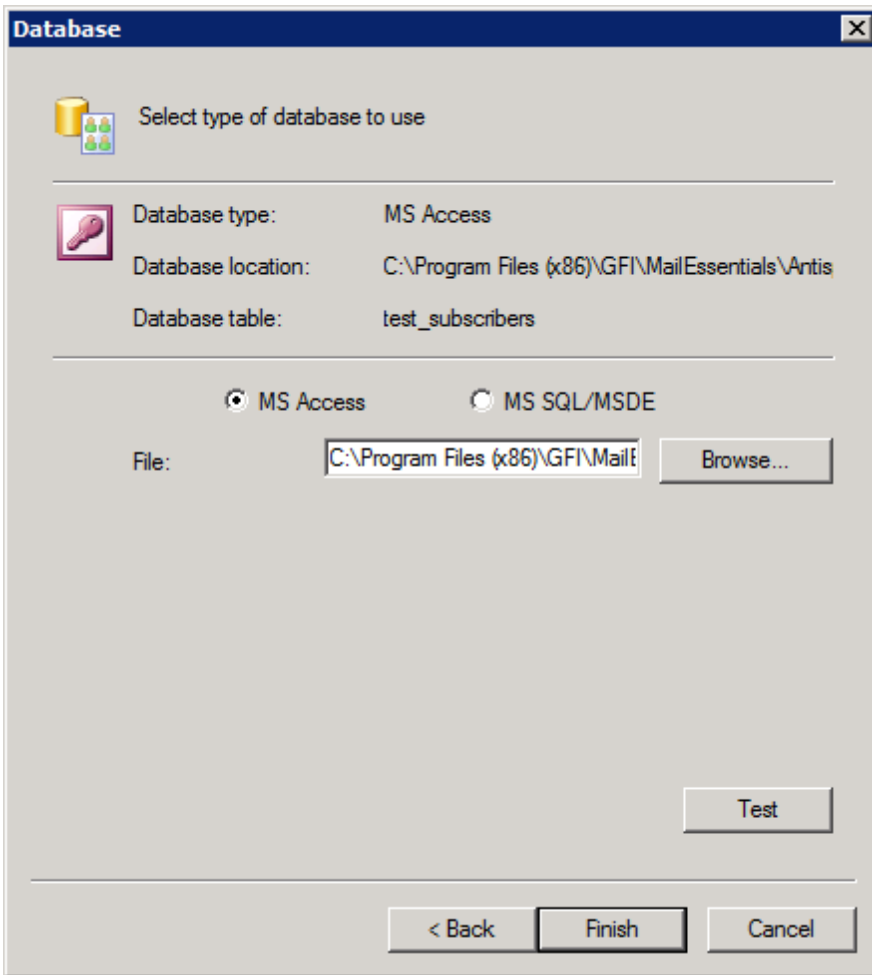 Database
Select type of database to use
Database type: MS Access
Database location: C:\Program Files (x86)\GFI\MailEssentials\Antis
Database table: test_subscribers
MS Access MS SQL/MSDE
File: C:\Program Files (x86)\GFI\MailE Browse...
Test
< Back Finish Cancel